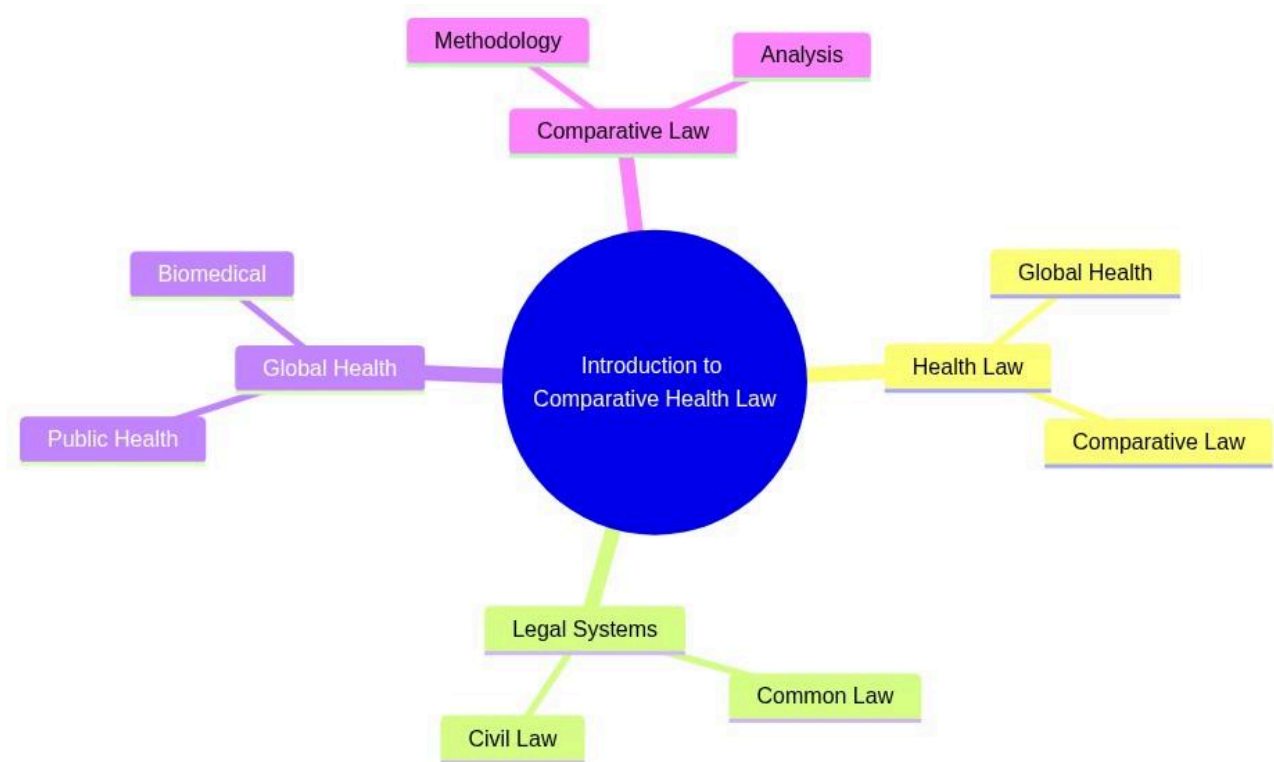 Methodology
Analysis
Comparative Law
Biomedical
Global Health
Public Health
Introduction to
Comparative Health Law
Global Health
Health Law
Comparative Law
Legal Systems
Common Law
Civil Law